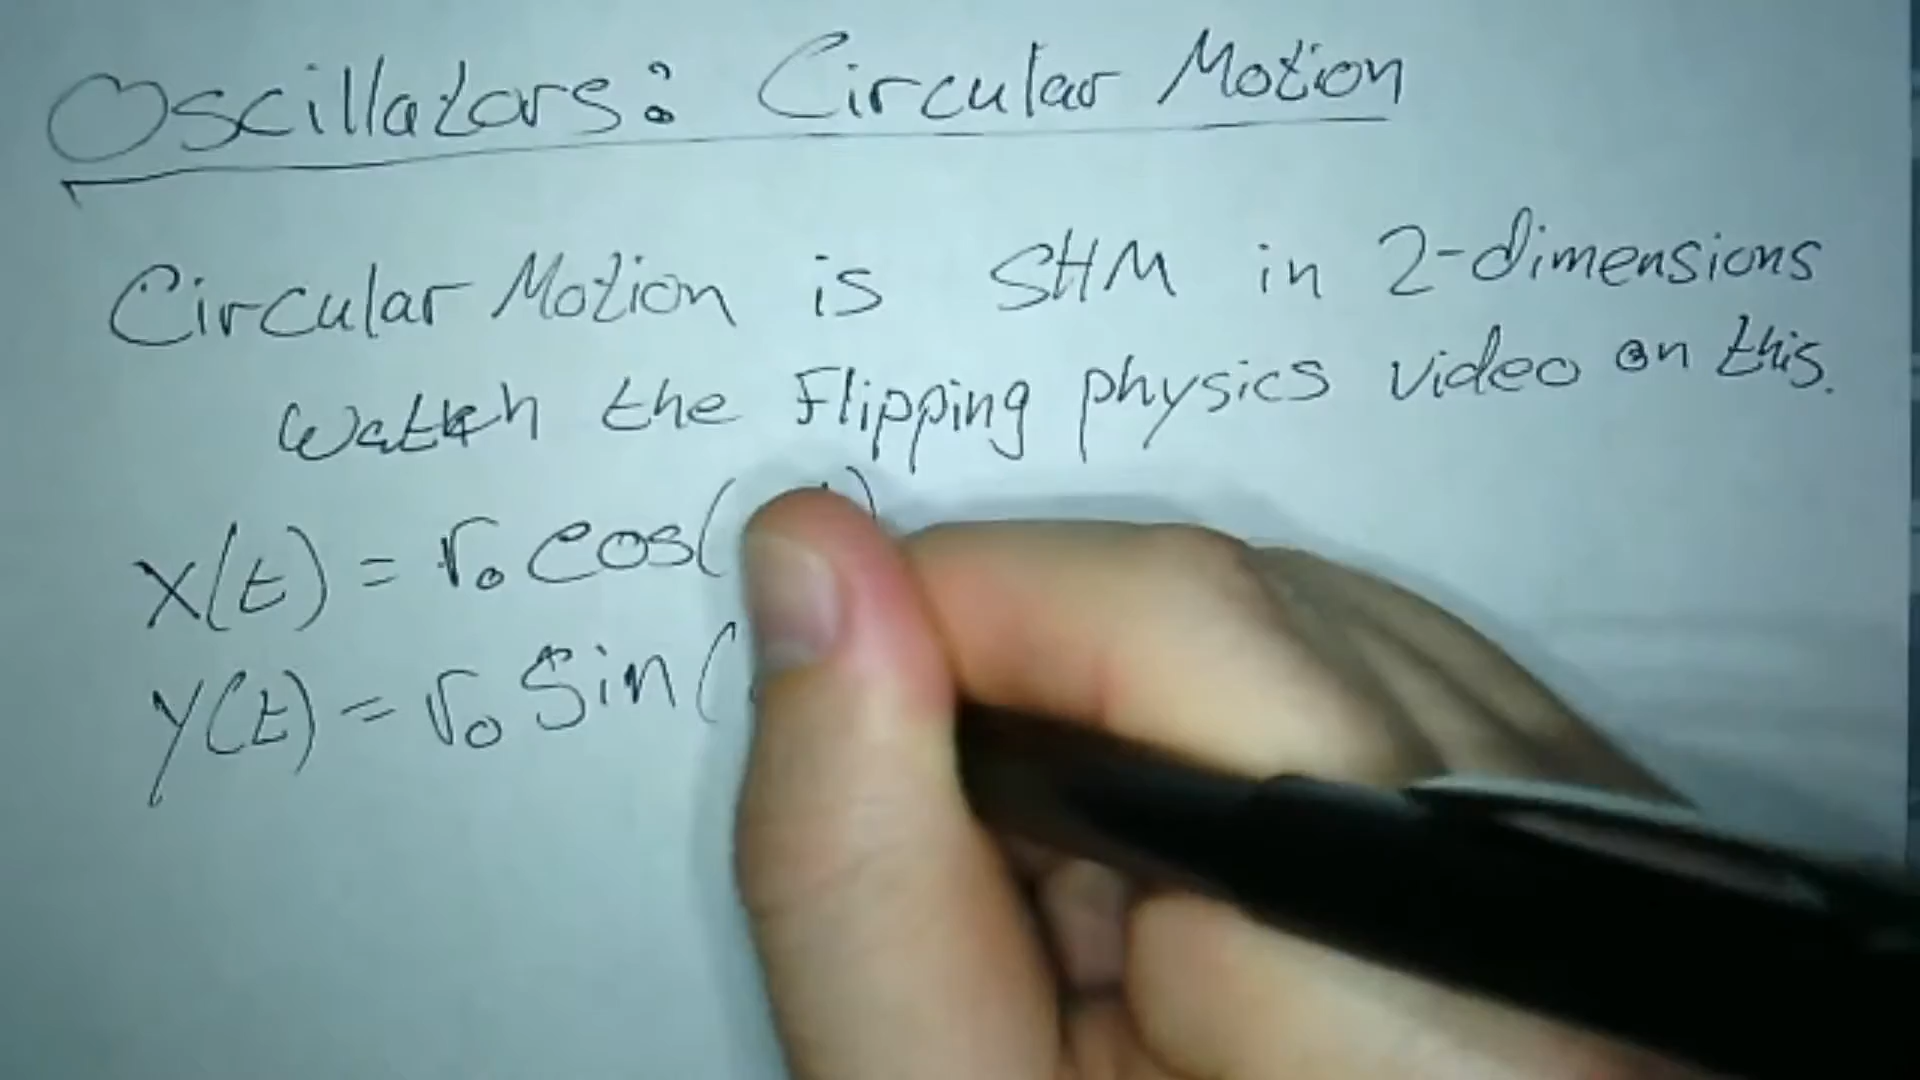 Oscillators: Circular Motion
Circular Motion is SHM in 2-dimensions
Watch the Flipping physics video on this.
x(t) = r₀ cos(
y(t) = r₀ sin(